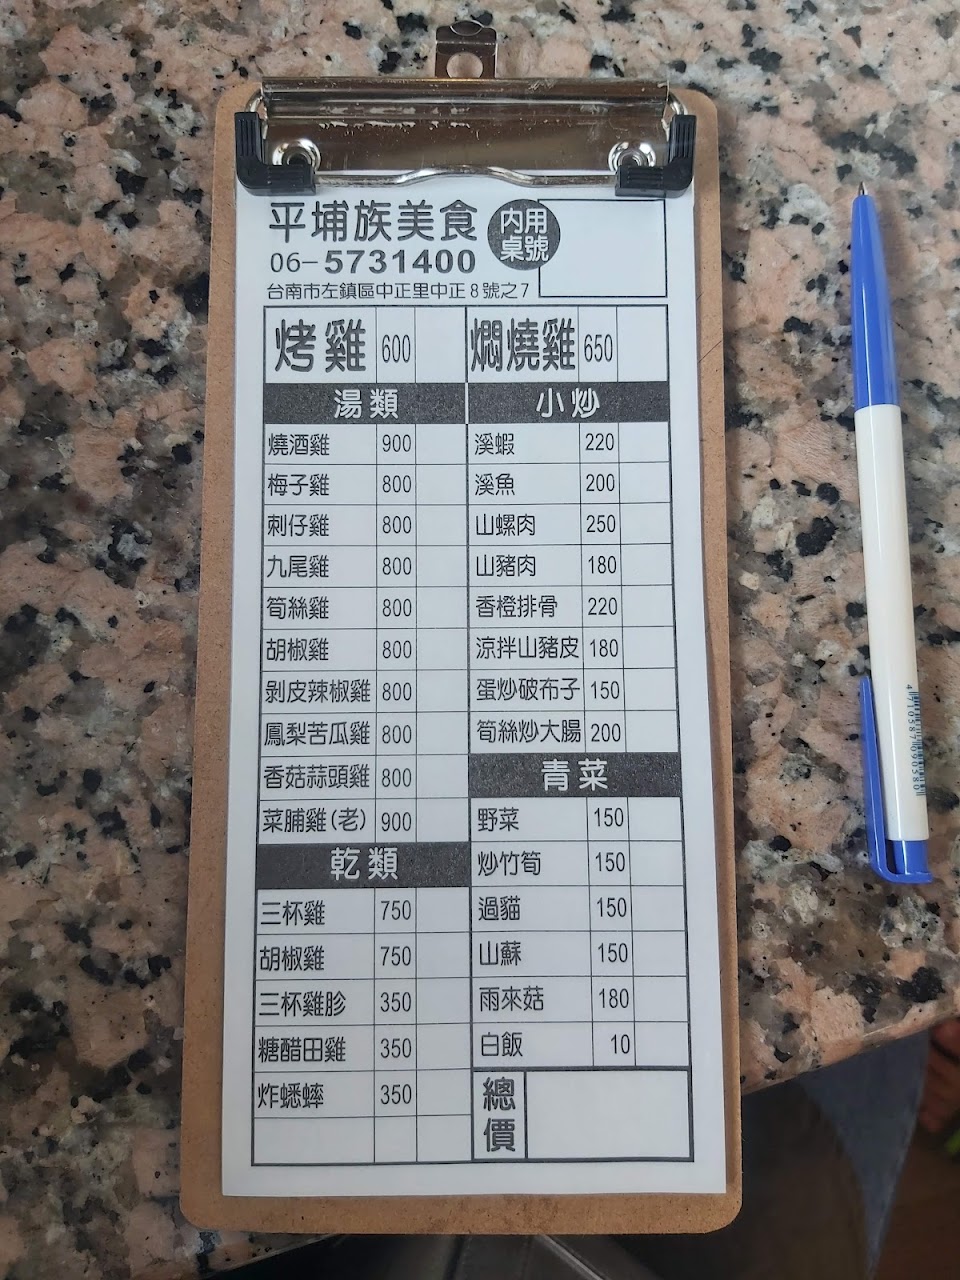 平埔族美食
內用
桌號
06-5731400
台南市左鎮區中正里中正8號之7
烤雞 600
燜燒雞 650
湯類
燒酒雞 900
梅子雞 800
刺仔雞 800
九尾雞 800
筍絲雞 800
胡椒雞 800
剝皮辣椒雞 800
鳳梨苦瓜雞 800
香菇蒜頭雞 800
菜脯雞(老) 900
乾類
三杯雞 750
胡椒雞 750
三杯雞胗 350
糖醋田雞 350
炸蟋蟀 350
小炒
溪蝦 220
溪魚 200
山螺肉 250
山豬肉 180
香橙排骨 220
涼拌山豬皮 180
蛋炒破布子 150
筍絲炒大腸 200
青菜
野菜 150
炒竹筍 150
過貓 150
山蘇 150
雨來菇 180
白飯 10
總價